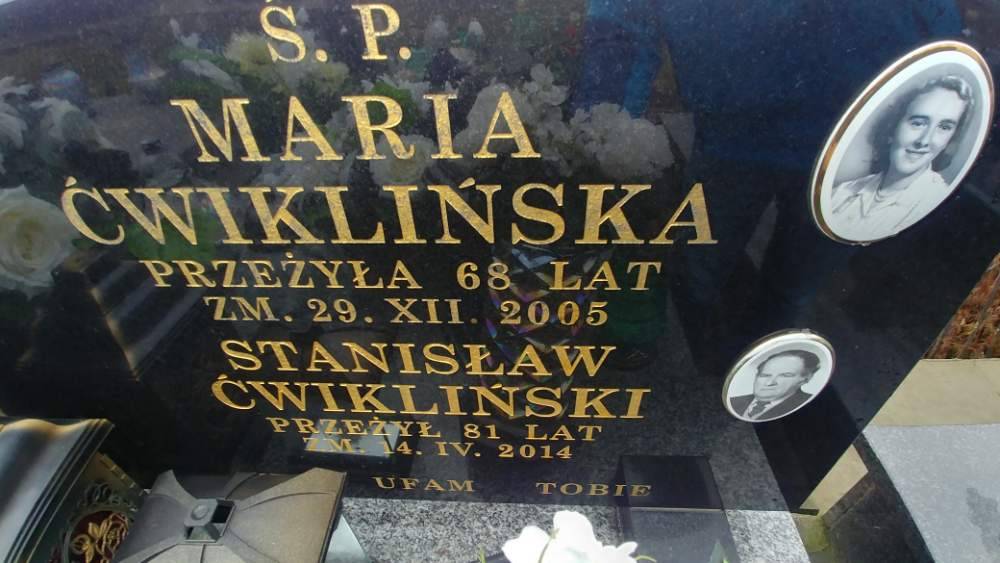 Ś. P.
MARIA
ĆWIKLIŃSKA
PRZEŻYŁA 68 LAT
ZM. 29. XII. 2005
STANISŁAW
ĆWIKLIŃSKI
PRZEŻYŁ 81 LAT
ZM. 14. IV. 2014
UFAM TOBIE